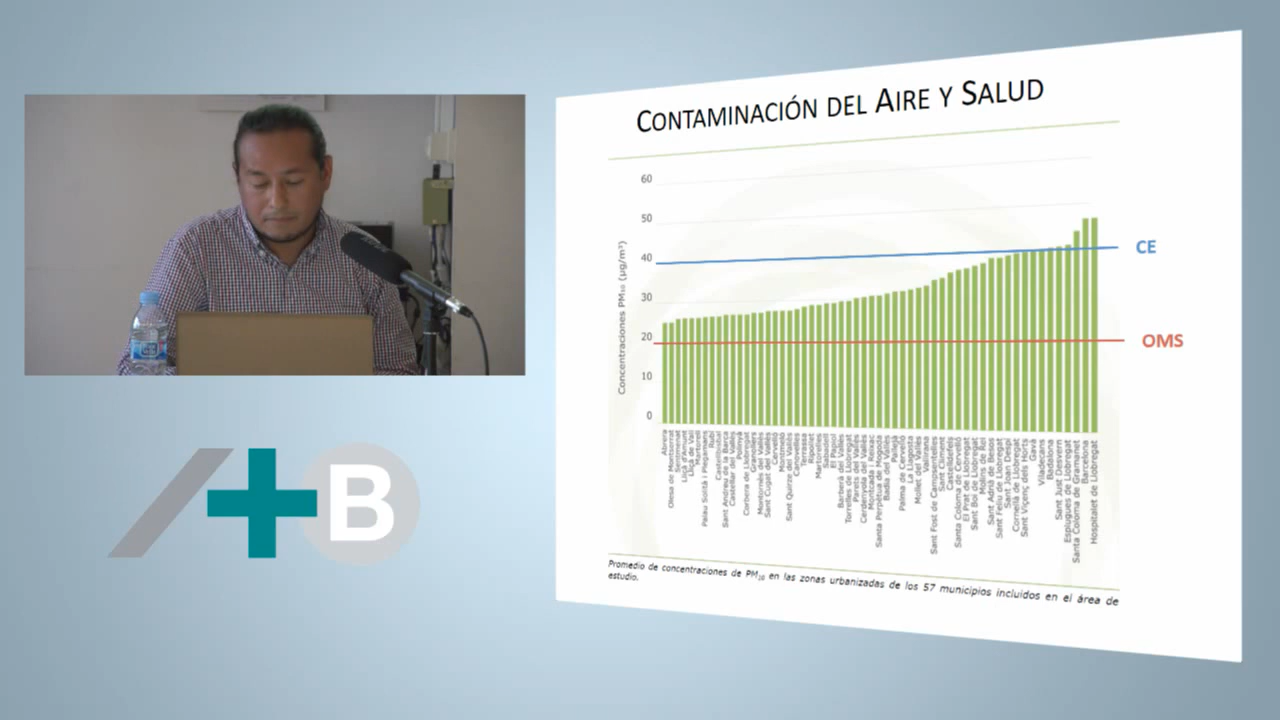 CONTAMINACIÓN DEL AIRE Y SALUD
60
50
40
30
20
10
0
Concentraciones PM₁₀ (µg/m³)
CE
OMS
Abrera
Olesa de Montserrat
Sentmenat
Lliçà d'Amunt
Lliçà de Vall
Martorell
Palau Solità i Plegamans
Rubí
Castellbisbal
Sant Andreu de la Barca
Castellar del Vallès
Polinyà
Corbera de Llobregat
Granollers
Montornès del Vallès
Sant Cugat del Vallès
Cervelló
Montmeló
Sant Quirze del Vallès
Canovelles
Terrassa
Ripollet
Martorelles
Sabadell
El Papiol
Barberà del Vallès
Torrelles de Llobregat
Parets del Vallès
Cerdanyola del Vallès
Montcada i Reixac
Santa Perpètua de Mogoda
Badia del Vallès
Pallejà
Palma de Cervelló
La Llagosta
Mollet del Vallès
Vallirana
Sant Fost de Campsentelles
Sant Climent
Castelldefels
Santa Coloma de Cervelló
El Prat de Llobregat
Sant Boi de Llobregat
Molins de Rei
Sant Adrià de Besòs
Sant Feliu de Llobregat
Sant Joan Despí
Cornellà de Llobregat
Sant Vicenç dels Horts
Gavà
Viladecans
Badalona
Sant Just Desvern
Esplugues de Llobregat
Santa Coloma de Gramanet
Barcelona
Hospitalet de Llobregat
Promedio de concentraciones de PM₁₀ en las zonas urbanizadas de los 57 municipios incluidos en el área de
estudio.
B